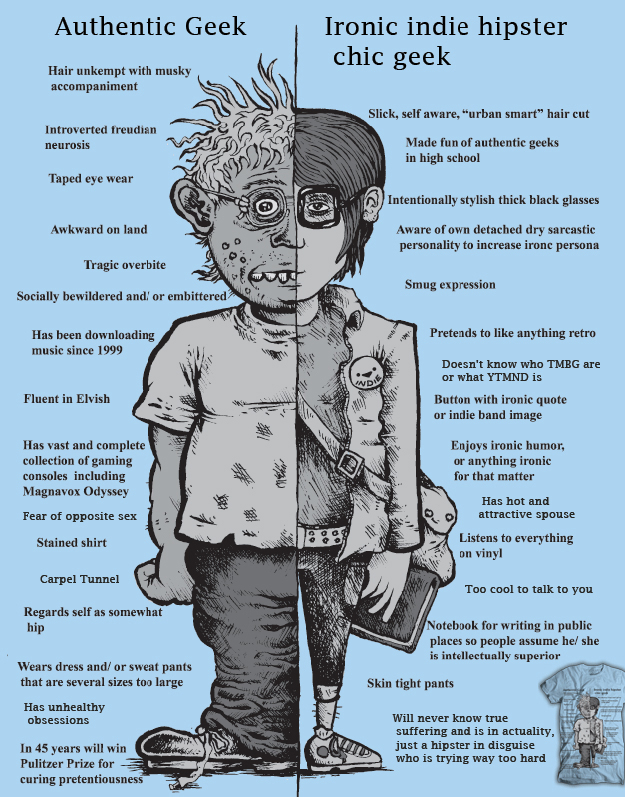 Authentic Geek
Hair unkempt with musky
accompaniment
Introverted freudian
neurosis
Taped eye wear
Awkward on land
Tragic overbite
Socially bewildered and/ or embittered
Has been downloading
music since 1999
Fluent in Elvish
Has vast and complete
collection of gaming
consoles including
Magnavox Odyssey
Fear of opposite sex
Stained shirt
Carpel Tunnel
Regards self as somewhat
hip
Wears dress and/ or sweat pants
that are several sizes too large
Has unhealthy
obsessions
In 45 years will win
Pulitzer Prize for
curing pretentiousness
Ironic indie hipster
chic geek
Slick, self aware, "urban smart" hair cut
Made fun of authentic geeks
in high school
Intentionally stylish thick black glasses
Aware of own detached dry sarcastic
personality to increase ironc persona
Smug expression
Pretends to like anything retro
Doesn't know who TMBG are
or what YTMND is
INDIE
Button with ironic quote
or indie band image
Enjoys ironic humor,
or anything ironic
for that matter
Has hot and
attractive spouse
Listens to everything
on vinyl
Too cool to talk to you
Notebook for writing in public
places so people assume he/ she
is intellectually superior
Skin tight pants
Will never know true
suffering and is in actuality,
just a hipster in disguise
who is trying way too hard